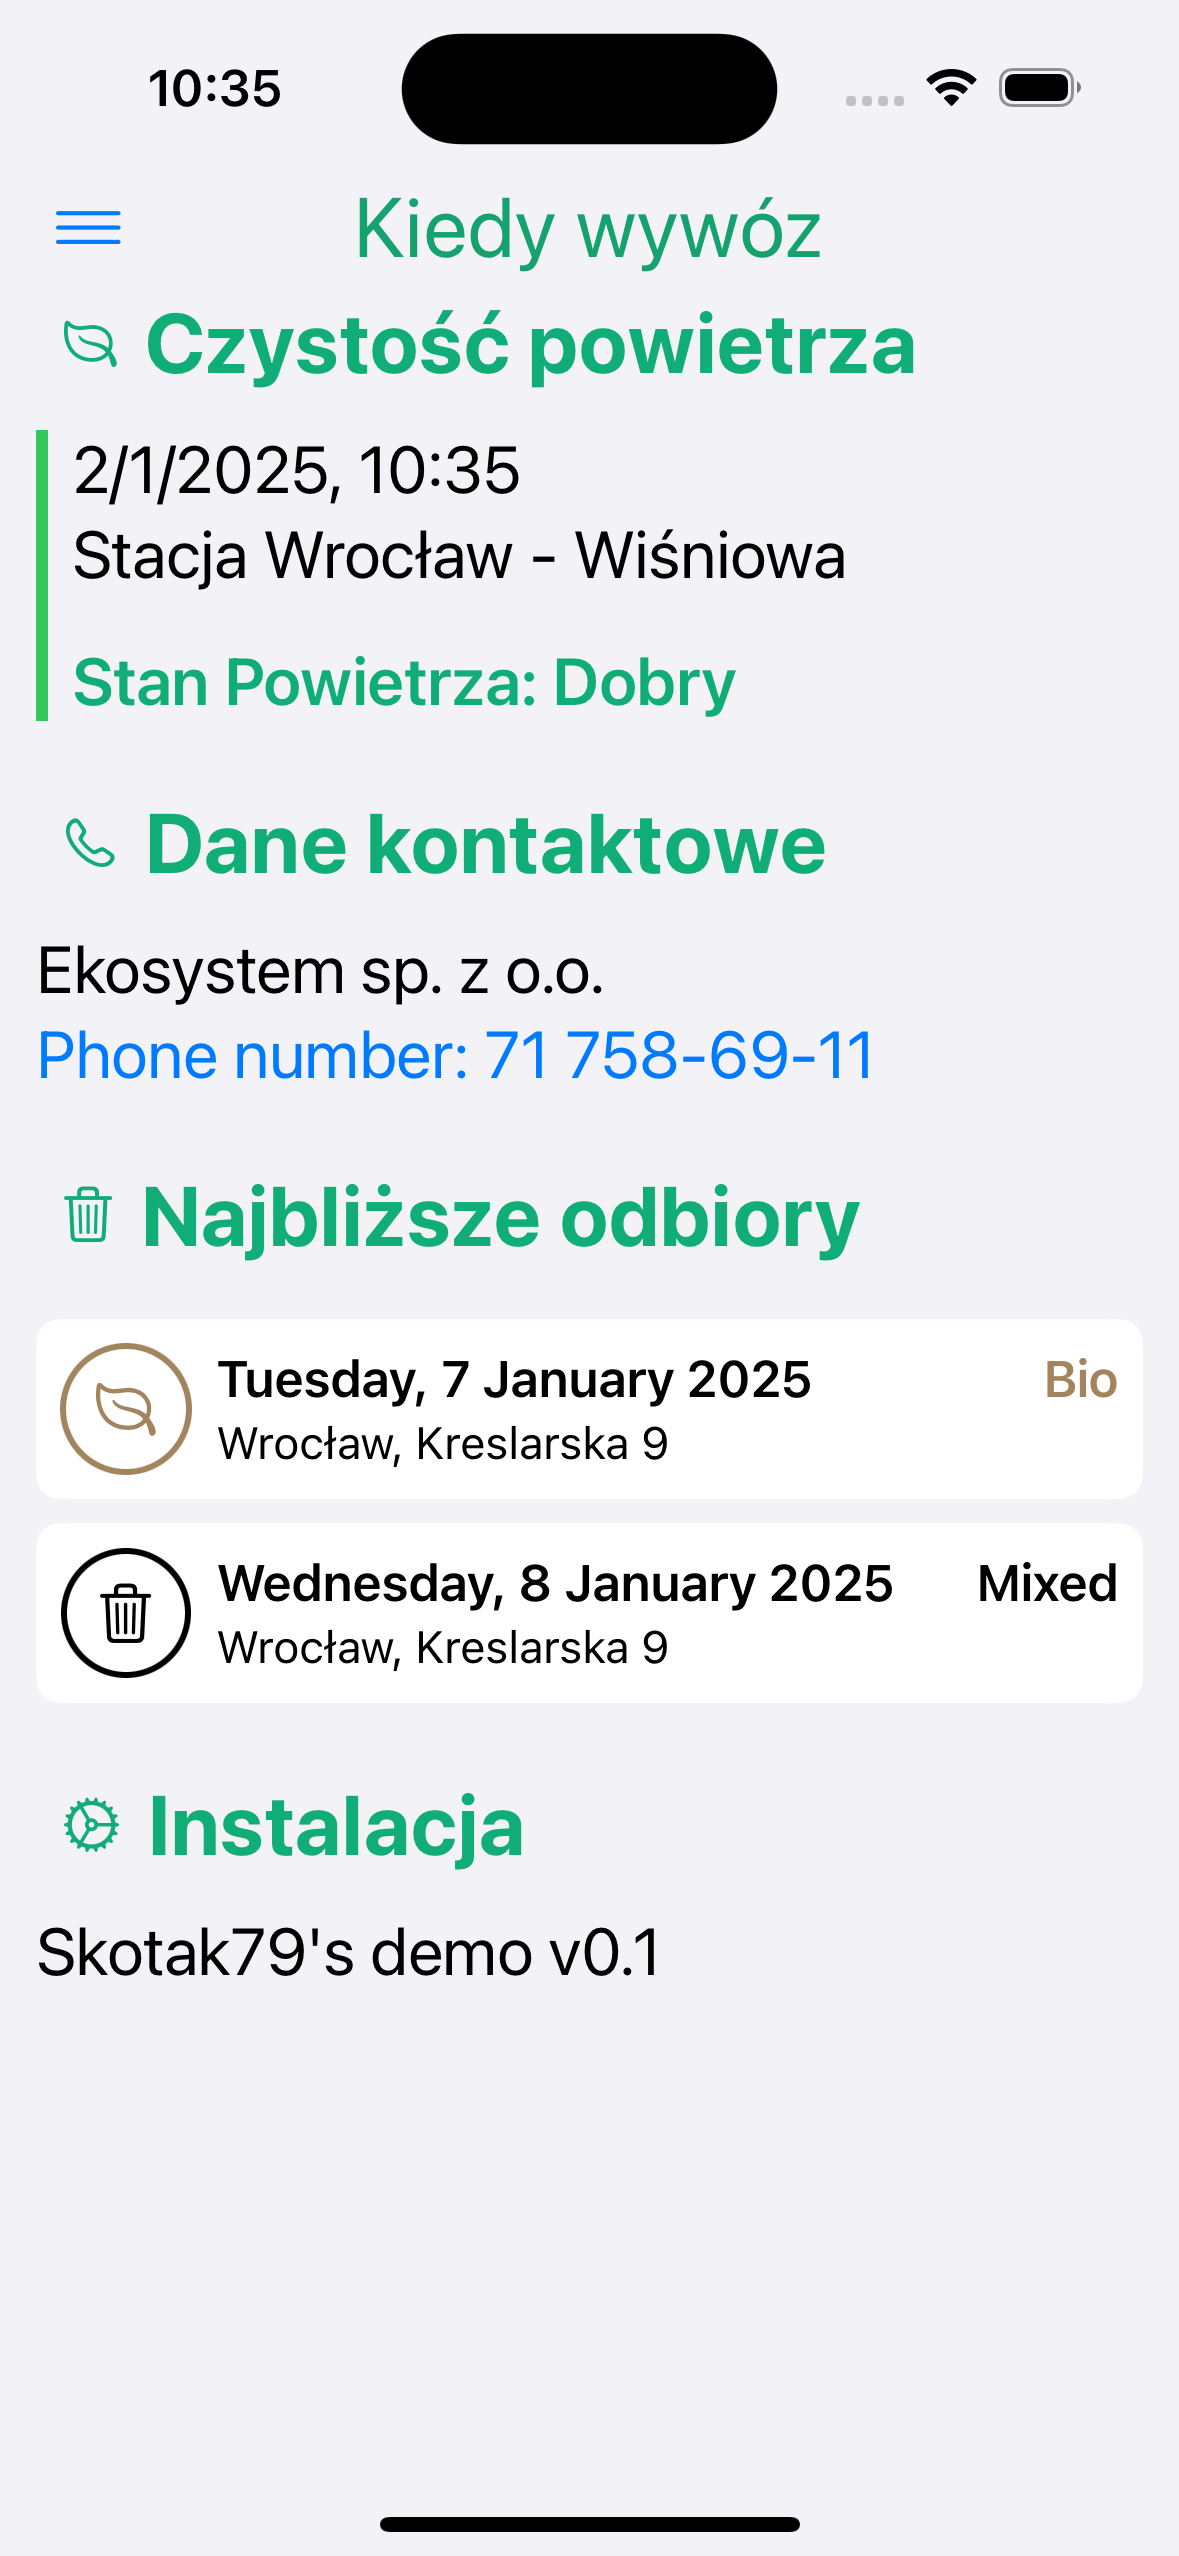 10:35
Kiedy wywóz
Czystość powietrza
2/1/2025, 10:35
Stacja Wrocław - Wiśniowa
Stan Powietrza: Dobry
Dane kontaktowe
Ekosystem sp. z o.o.
Phone number: 71 758-69-11
Najbliższe odbiory
Tuesday, 7 January 2025 Bio
Wrocław, Kreslarska 9
Wednesday, 8 January 2025 Mixed
Wrocław, Kreslarska 9
Instalacja
Skotak79's demo v0.1